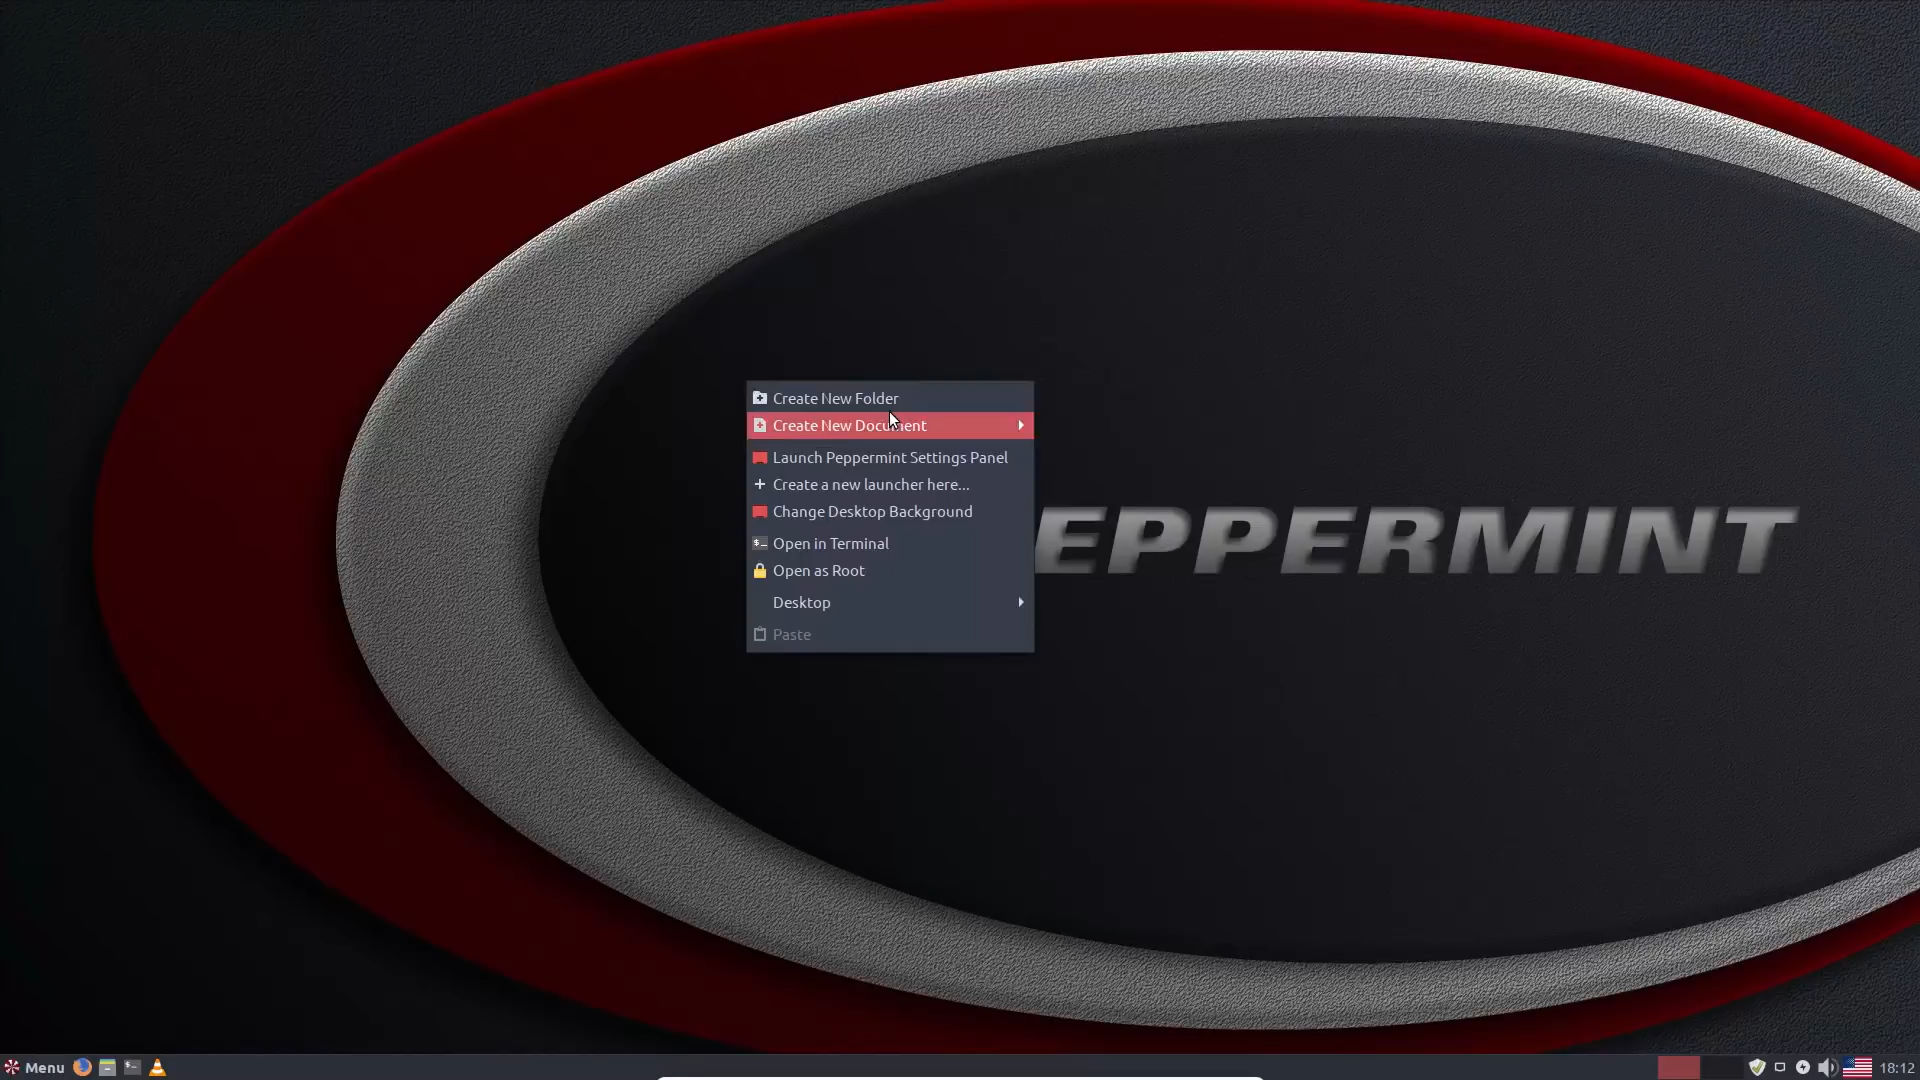 Create New Folder
Create New Document
Launch Peppermint Settings Panel
Create a new launcher here...
Change Desktop Background
Open in Terminal
Open as Root
Desktop
Paste
EPPERMINT
Menu
18:12